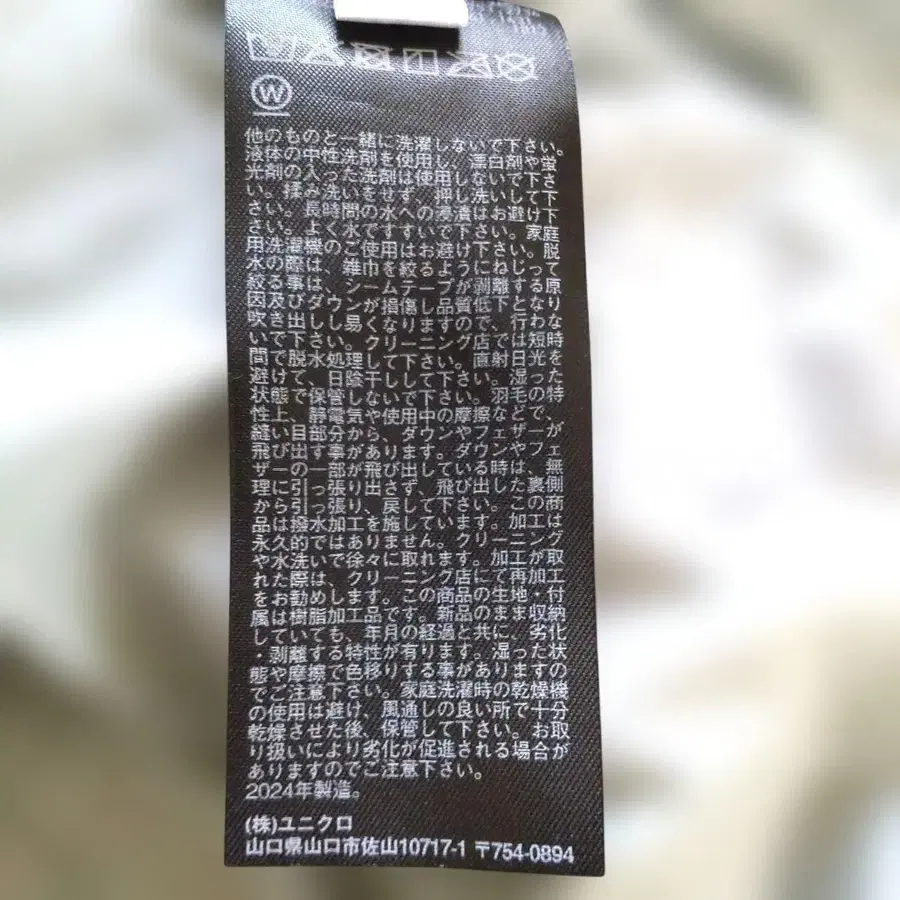 W
他のものと一緒に洗濯しないで下さい。
液体の中性洗剤を使用し、漂白剤や蛍
光剤の入った洗剤は使用しないで下さ
い。揉み洗いをせず、押し洗いして下
さい。長時間の水への浸漬はお避け下
さい。よく水ですすいで下さい。家庭
用洗濯機のご使用はお避け下さい。脱
水の際は、雑巾を絞るようにねじって
絞る事は、シームテープが剥離する原
因及びダウンが損傷し品質低下となり
吹き出しし易くなりますので、行わな
いで下さい。クリーニング店では短時
間で脱水処理して下さい。直射日光を
避けて、日陰干しして下さい。湿った
状態で保管しないで下さい。羽毛の特
性上、静電気や使用中の摩擦などで、
縫い目部分から、ダウンやフェザーが
飛び出す事があります。ダウンやフェ
ザーの一部が飛び出している時は、無
理に引っ張り出さず、飛び出した裏側
から引っ張り、戻して下さい。この商
品は撥水加工を施しています。加工は
永久的ではありません。クリーニング
や水洗いで徐々に取れます。加工が取
れた際は、クリーニング店にて再加工
をお勧めします。この商品の生地・付
属は樹脂加工品です。新品のまま収納
していても、年月の経過と共に、劣化
・剥離する特性が有ります。湿った状
態や摩擦で色移りする事がありますの
でご注意下さい。家庭洗濯時の乾燥機
の使用は避け、風通しの良い所で十分
乾燥させた後、保管して下さい。お取
り扱いにより劣化が促進される場合が
ありますのでご注意下さい。
2024年製造。
(株)ユニクロ
山口県山口市佐山10717-1 〒754-0894